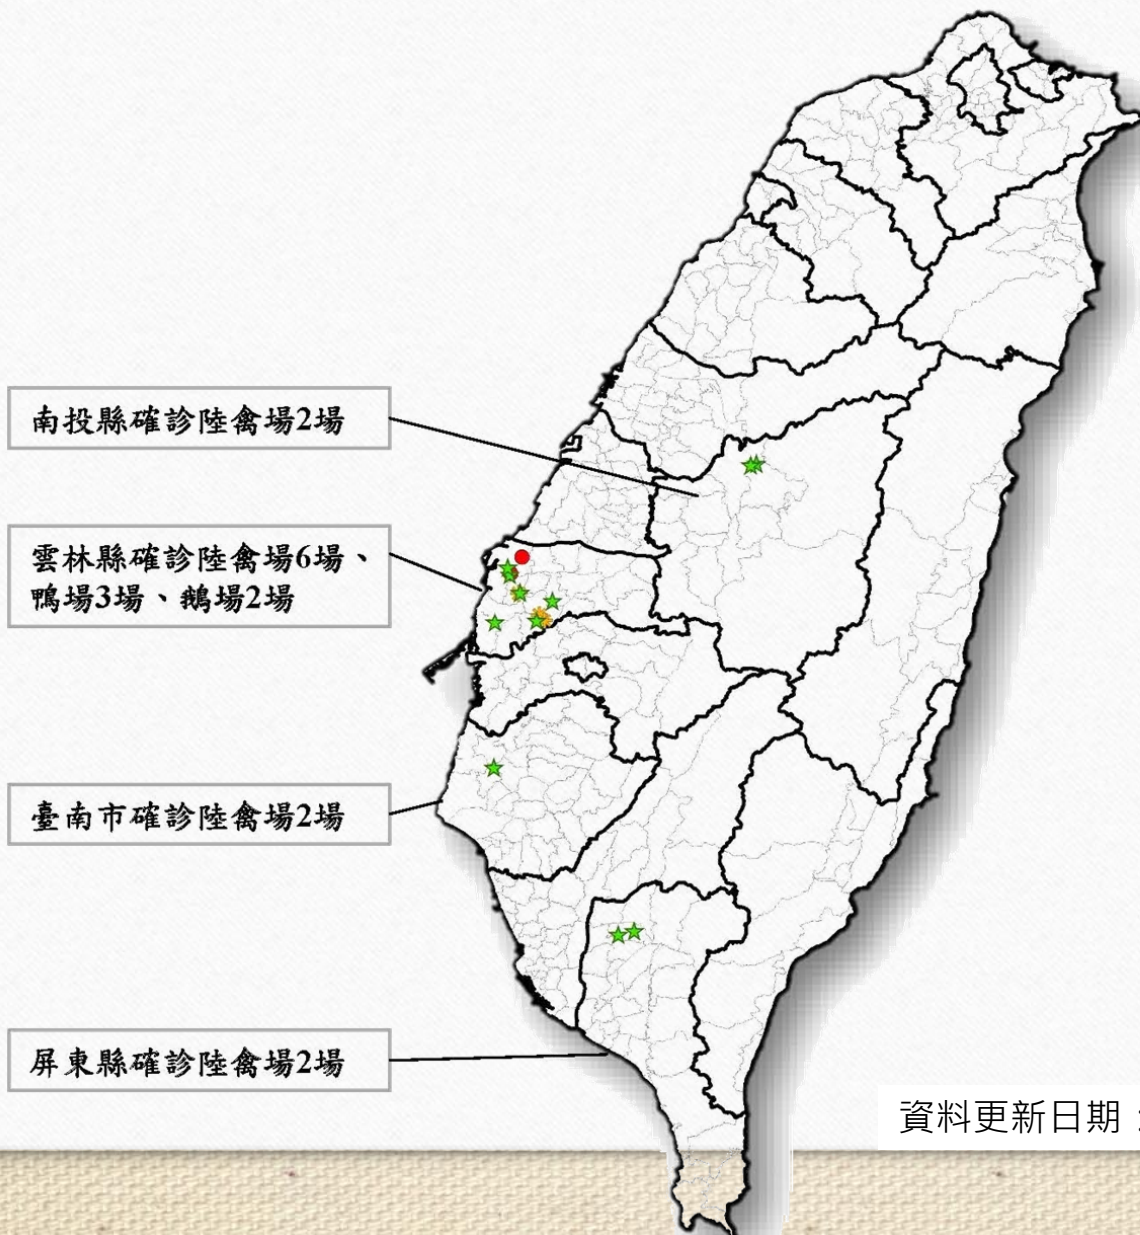 南投縣確診陸禽場2場
雲林縣確診陸禽場6場、
鴨場3場、鵝場2場
臺南市確診陸禽場2場
屏東縣確診陸禽場2場
資料更新日期